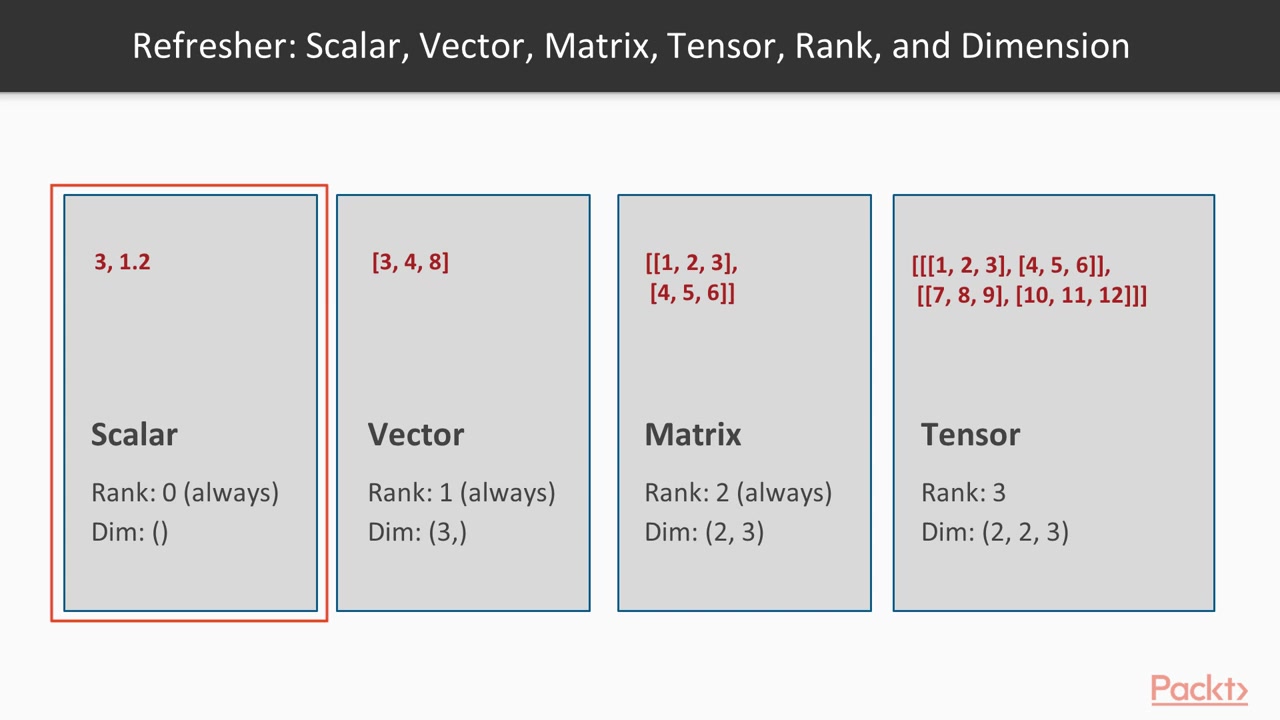 Refresher: Scalar, Vector, Matrix, Tensor, Rank, and Dimension
3, 1.2
Scalar
Rank: 0 (always)
Dim: ()
[3, 4, 8]
Vector
Rank: 1 (always)
Dim: (3,)
[[1, 2, 3],
[4, 5, 6]]
Matrix
Rank: 2 (always)
Dim: (2, 3)
[[[1, 2, 3], [4, 5, 6]],
[[7, 8, 9], [10, 11, 12]]]
Tensor
Rank: 3
Dim: (2, 2, 3)
Packt>